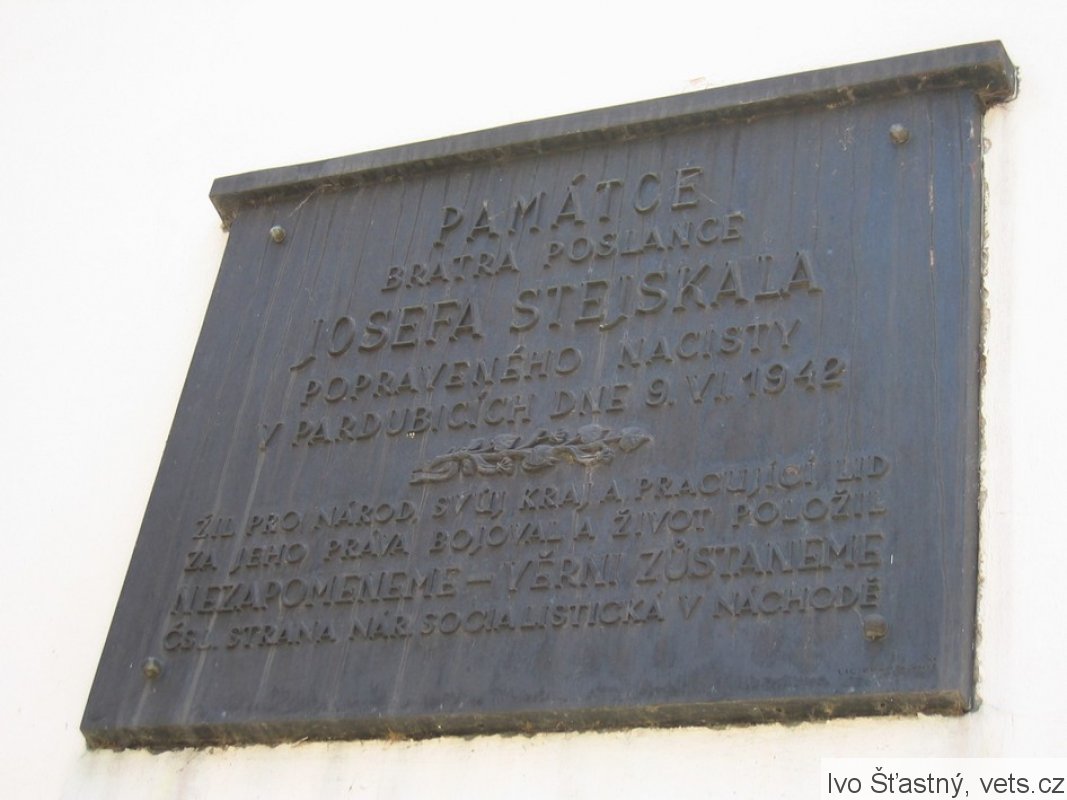 PAMÁTCE
BRATRA POSLANCE
JOSEFA STEJSKALA
POPRAVENÉHO NACISTY
V PARDUBICÍCH DNE 9. VI. 1942
ŽIL PRO NÁROD, SVŮJ KRAJ A PRACUJÍCÍ LID
ZA JEHO PRÁVA BOJOVAL A ŽIVOT POLOŽIL
NEZAPOMENEME – VĚRNI ZŮSTANEME
ČSL. STRANA NÁR. SOCIALISTICKÁ V NÁCHODĚ
Ivo Šťastný, vets.cz